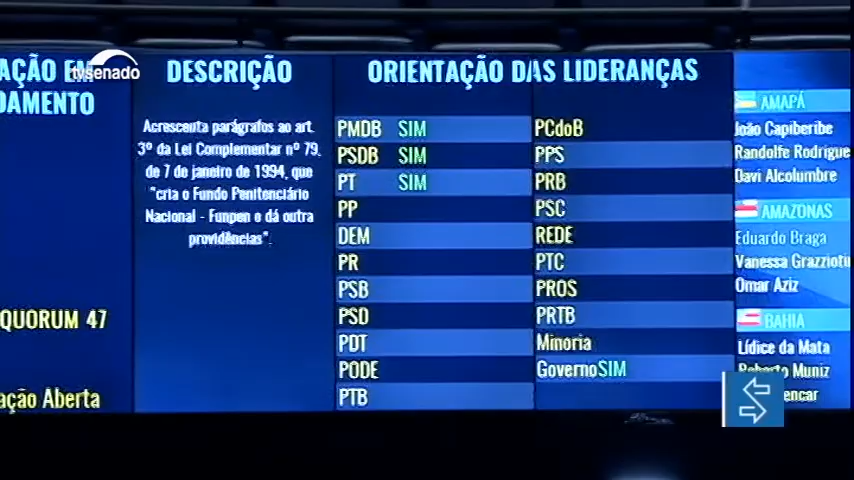 tvsenado
AÇÃO EM
DAMENTO
QUORUM 47
ação Aberta
DESCRIÇÃO
Acrescenta parágrafos ao art.
3º da Lei Complementar nº 79,
de 7 de janeiro de 1994, que
"cria o Fundo Penitenciário
Nacional - Funpen e dá outra
providências".
ORIENTAÇÃO DAS LIDERANÇAS
PMDB SIM
PSDB SIM
PT SIM
PP
DEM
PR
PSB
PSD
PDT
PODE
PTB
PCdoB
PPS
PRB
PSC
REDE
PTC
PROS
PRTB
Minoria
GovernoSIM
AMAPÁ
João Capiberibe
Randolfe Rodrigue
Davi Alcolumbre
AMAZONAS
Eduardo Braga
Vanessa Grazziotu
Omar Aziz
BAHIA
Lídice da Mata
Roberto Muniz
encar